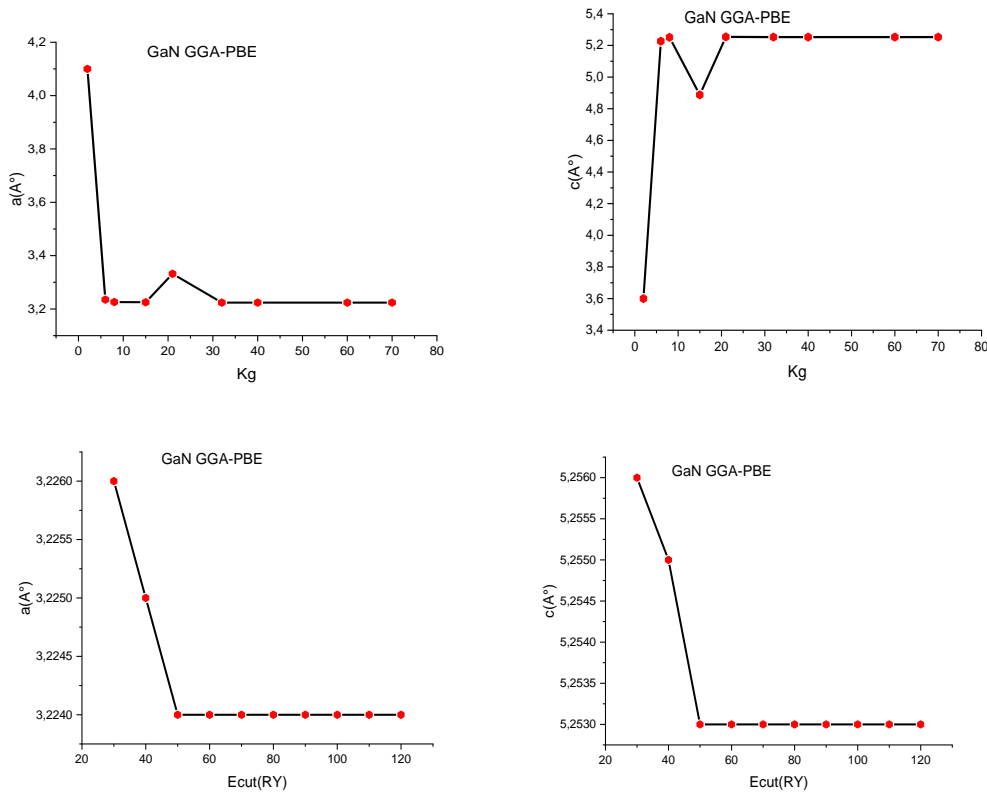 GaN GGA-PBE
4,2
4,0
3,8
3,6
3,4
3,2
a(A°)
0 10 20 30 40 50 60 70 80
Kg
GaN GGA-PBE
5,4
5,2
5,0
4,8
4,6
4,4
4,2
4,0
3,8
3,6
3,4
c(A°)
0 10 20 30 40 50 60 70 80
Kg
GaN GGA-PBE
3,2260
3,2255
3,2250
3,2245
3,2240
a(A°)
20 40 60 80 100 120
Ecut(RY)
GaN GGA-PBE
5,2560
5,2555
5,2550
5,2545
5,2540
5,2535
5,2530
c(A°)
20 40 60 80 100 120
Ecut(RY)